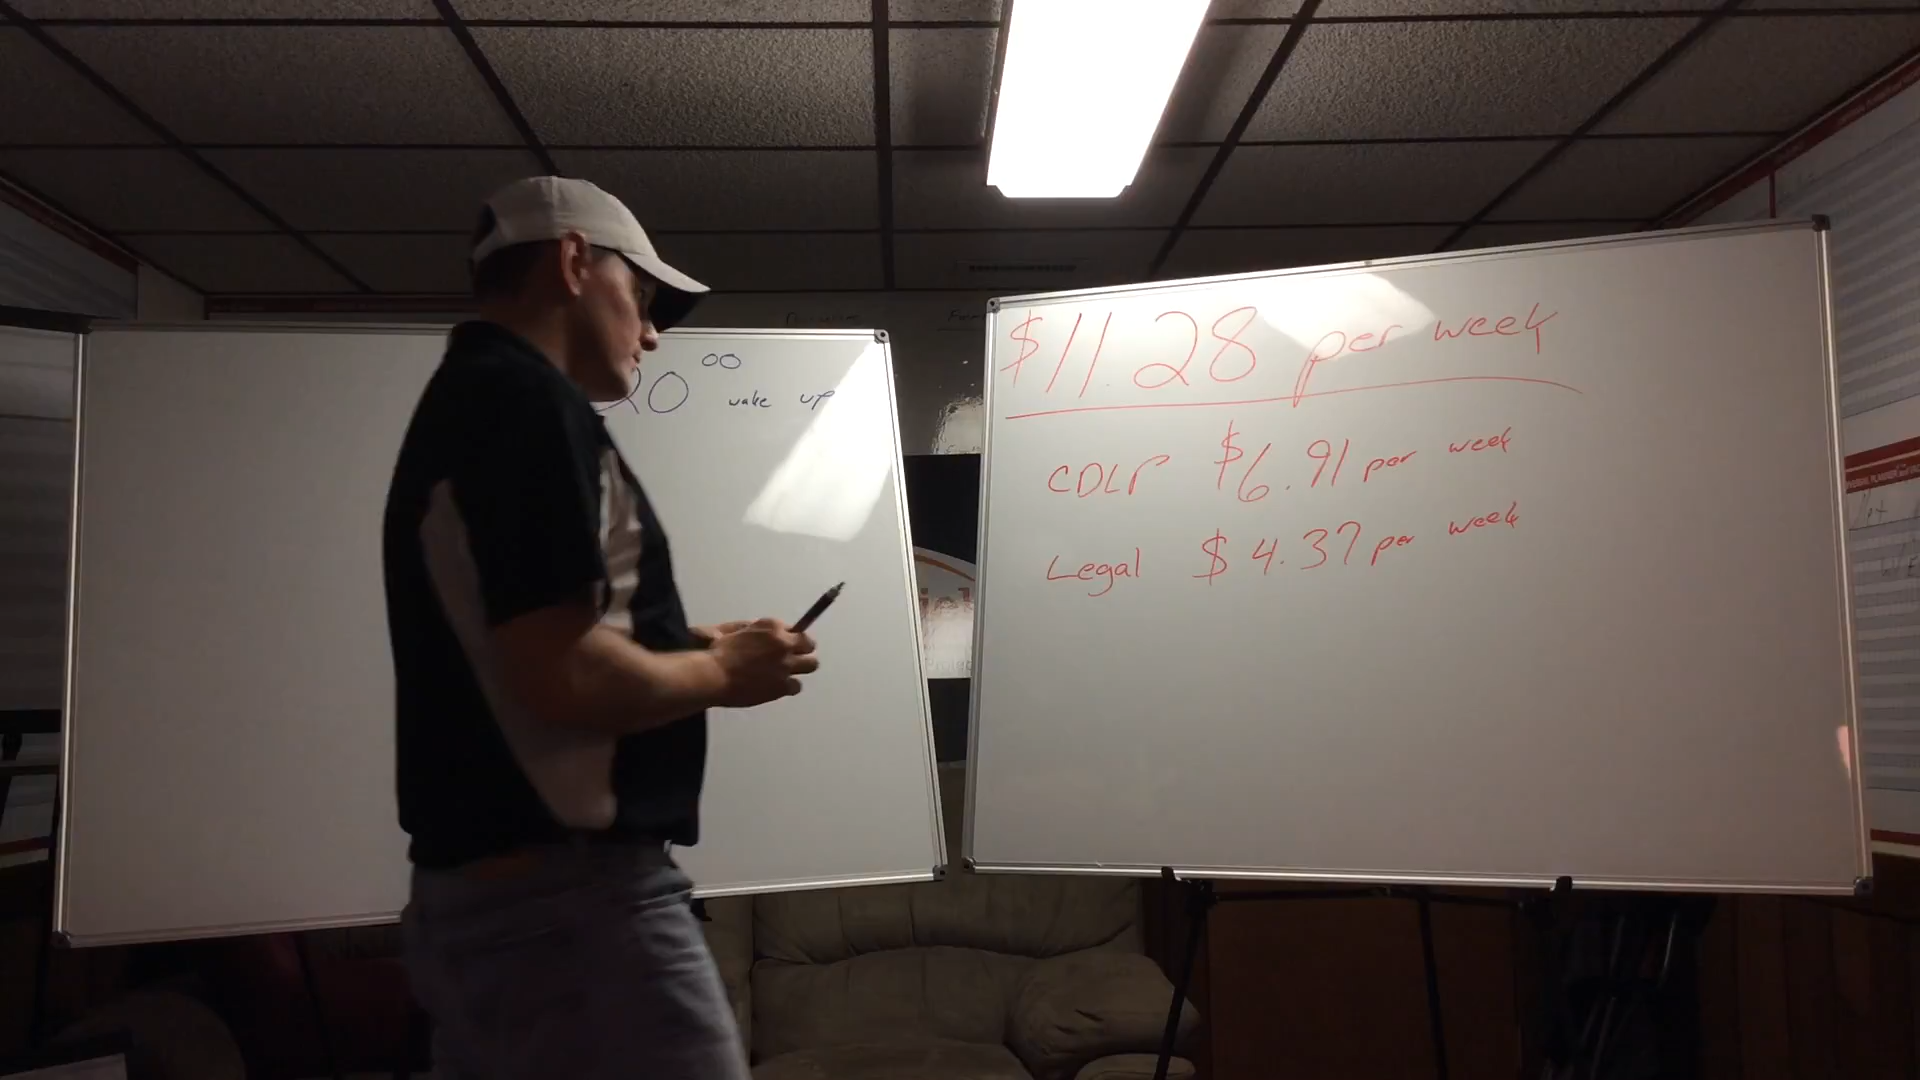 20 00 wake up
$11.28 per week
CDLP $6.91 per week
Legal $4.37 per week